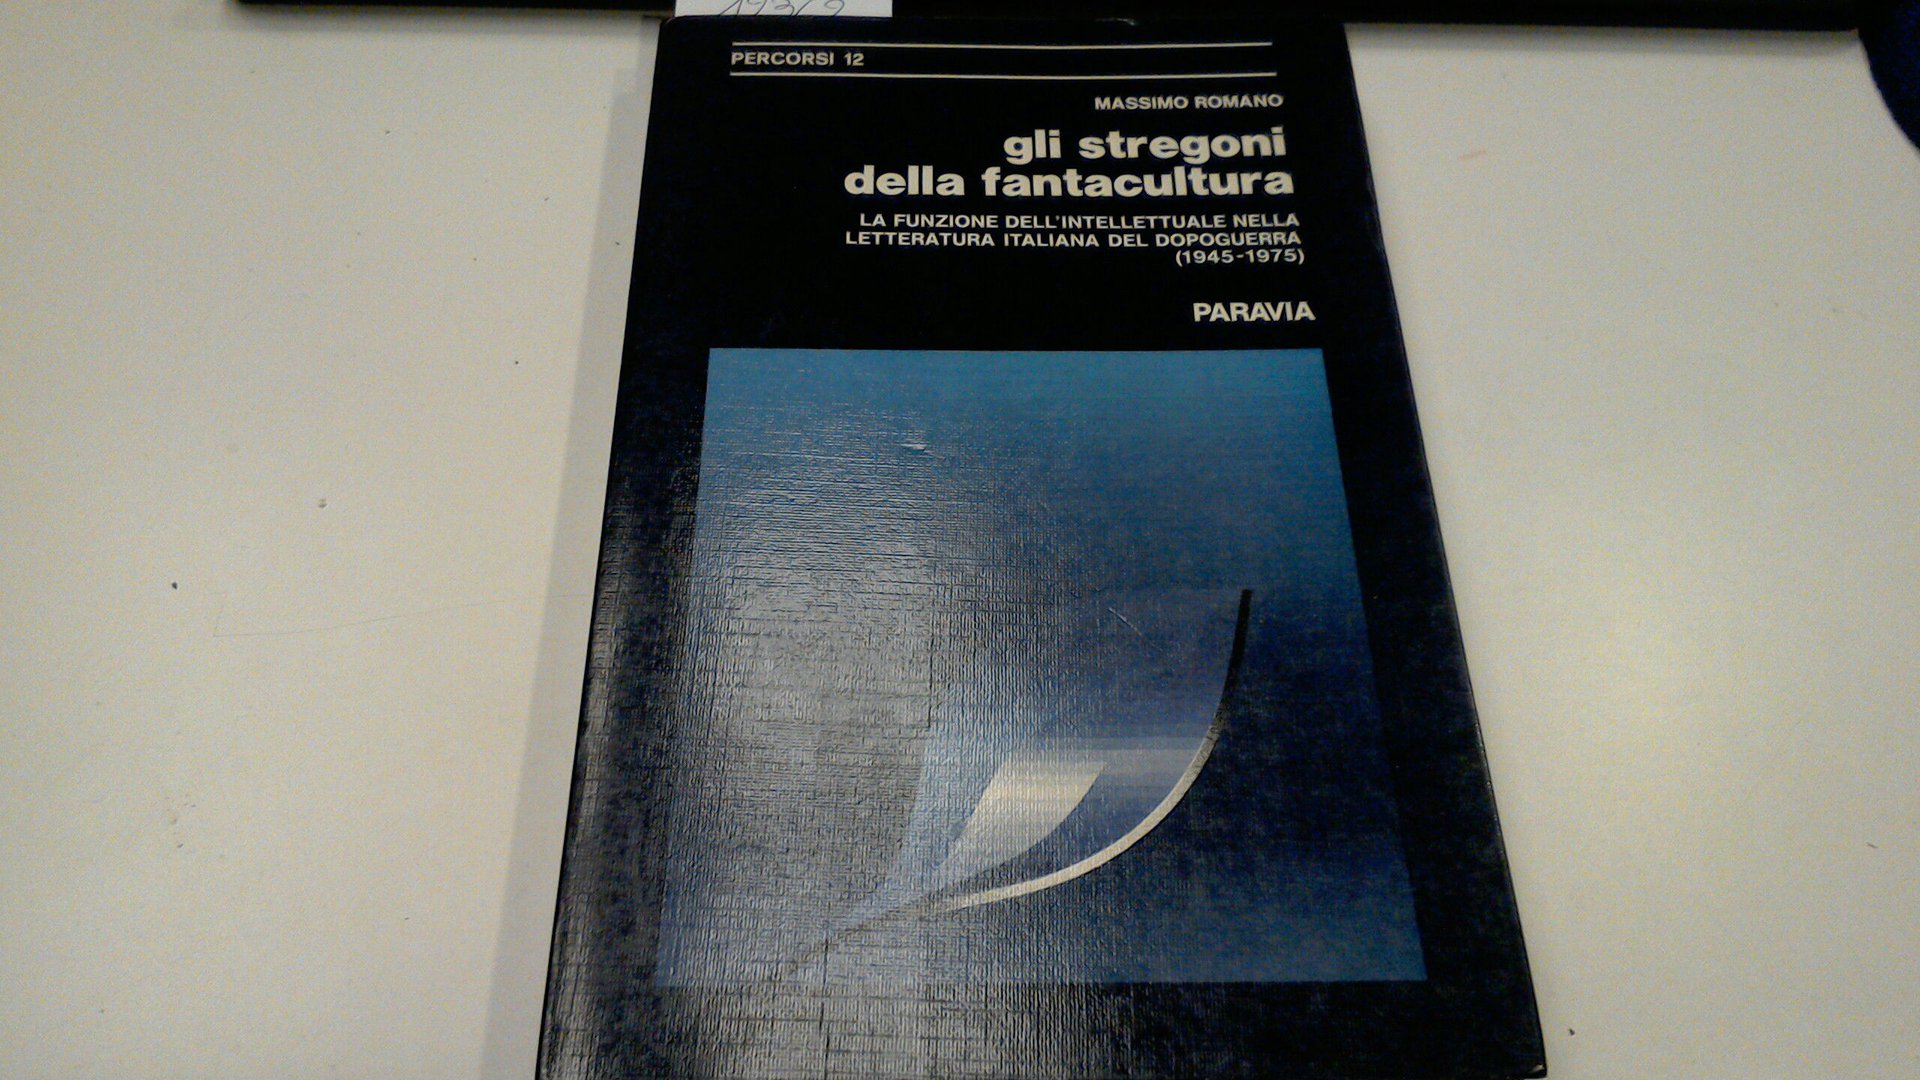 PERCORSI 12
MASSIMO ROMANO
gli stregoni
della fantacultura
LA FUNZIONE DELL'INTELLETTUALE NELLA
LETTERATURA ITALIANA DEL DOPOGUERRA
(1945-1975)
PARAVIA